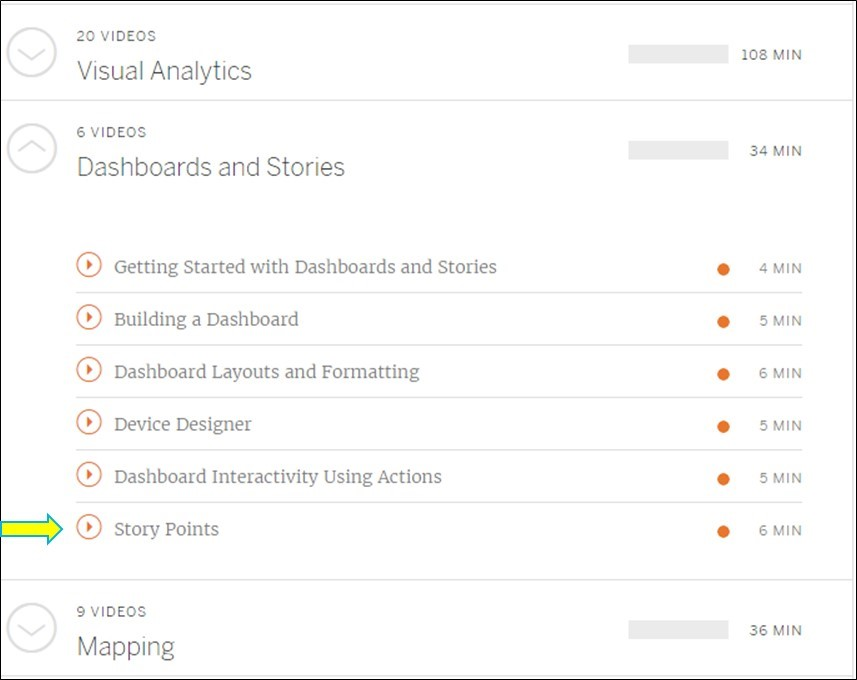 20 VIDEOS
Visual Analytics
108 MIN
6 VIDEOS
Dashboards and Stories
34 MIN
Getting Started with Dashboards and Stories 4 MIN
Building a Dashboard 5 MIN
Dashboard Layouts and Formatting 6 MIN
Device Designer 5 MIN
Dashboard Interactivity Using Actions 5 MIN
Story Points 6 MIN
9 VIDEOS
Mapping
36 MIN